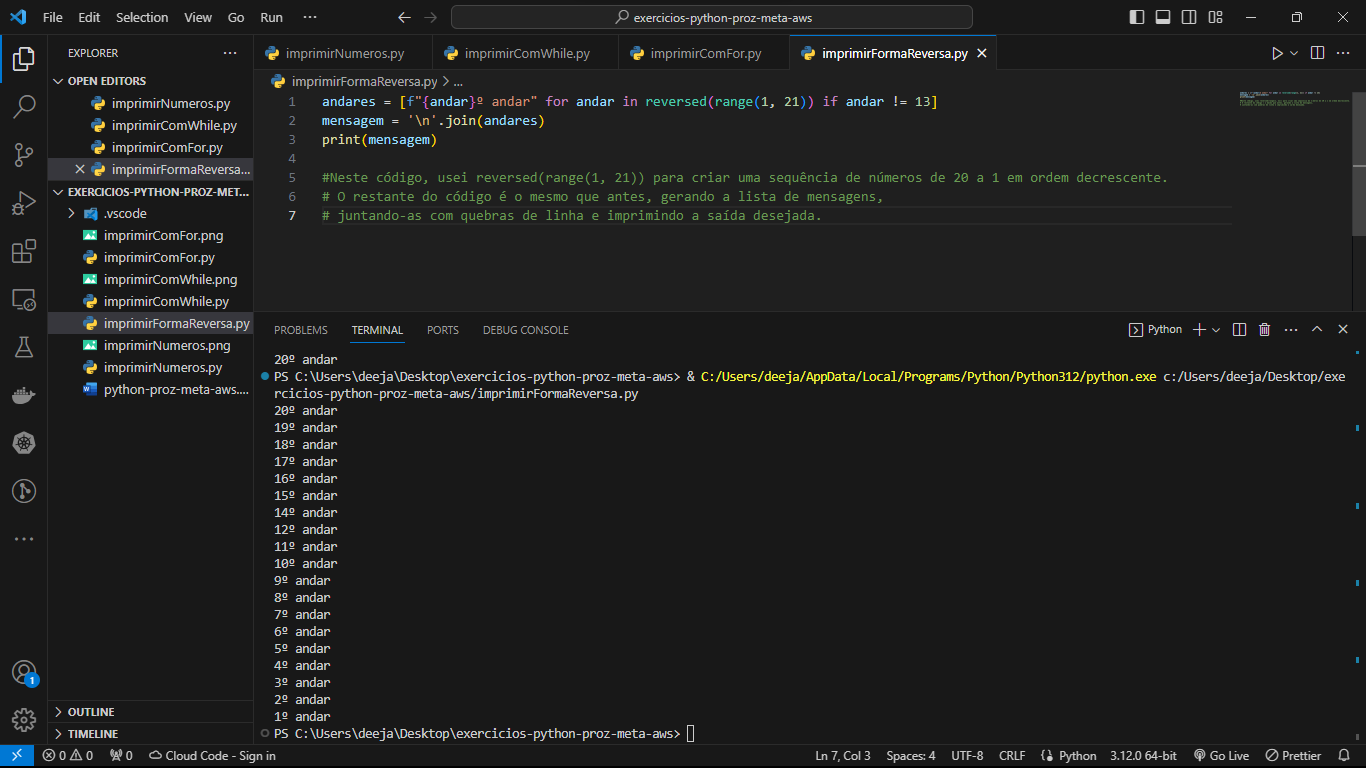 File Edit Selection View Go Run ··· exercicios-python-proz-meta-aws
EXPLORER
OPEN EDITORS
imprimirNumeros.py
imprimirComWhile.py
imprimirComFor.py
imprimirFormaReversa...
EXERCICIOS-PYTHON-PROZ-MET...
.vscode
imprimirComFor.png
imprimirComFor.py
imprimirComWhile.png
imprimirComWhile.py
imprimirFormaReversa.py
imprimirNumeros.png
imprimirNumeros.py
python-proz-meta-aws....
OUTLINE
TIMELINE
1
imprimirNumeros.py imprimirComWhile.py imprimirComFor.py imprimirFormaReversa.py
imprimirFormaReversa.py > ...
1 andares = [f"{andar}º andar" for andar in reversed(range(1, 21)) if andar != 13]
2 mensagem = '\n'.join(andares)
3 print(mensagem)
4
5 #Neste código, usei reversed(range(1, 21)) para criar uma sequência de números de 20 a 1 em ordem decrescente.
6 # O restante do código é o mesmo que antes, gerando a lista de mensagens,
7 # juntando-as com quebras de linha e imprimindo a saída desejada.
PROBLEMS TERMINAL PORTS DEBUG CONSOLE Python
20º andar
PS C:\Users\deeja\Desktop\exercicios-python-proz-meta-aws> & C:/Users/deeja/AppData/Local/Programs/Python/Python312/python.exe c:/Users/deeja/Desktop/exe
rcicios-python-proz-meta-aws/imprimirFormaReversa.py
20º andar
19º andar
18º andar
17º andar
16º andar
15º andar
14º andar
12º andar
11º andar
10º andar
9º andar
8º andar
7º andar
6º andar
5º andar
4º andar
3º andar
2º andar
1º andar
PS C:\Users\deeja\Desktop\exercicios-python-proz-meta-aws>
0 0 0 Cloud Code - Sign in Ln 7, Col 3 Spaces: 4 UTF-8 CRLF Python 3.12.0 64-bit Go Live Prettier